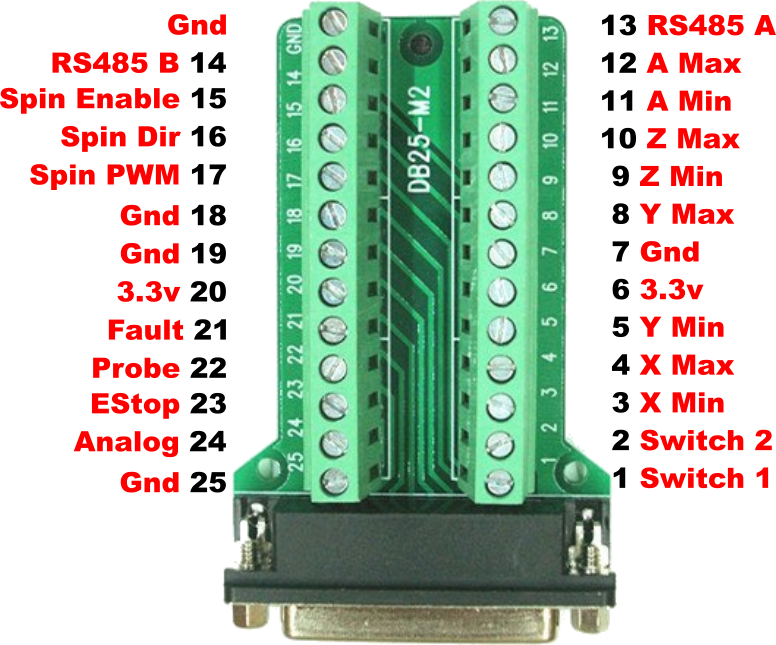 Gnd
RS485 B 14
Spin Enable 15
Spin Dir 16
Spin PWM 17
Gnd 18
Gnd 19
3.3v 20
Fault 21
Probe 22
EStop 23
Analog 24
Gnd 25
GND
14
15
16
17
18
19
20
21
22
23
24
25
DB25-M2
13
12
11
10
9
8
7
6
5
4
3
2
1
13 RS485 A
12 A Max
11 A Min
10 Z Max
9 Z Min
8 Y Max
7 Gnd
6 3.3v
5 Y Min
4 X Max
3 X Min
2 Switch 2
1 Switch 1